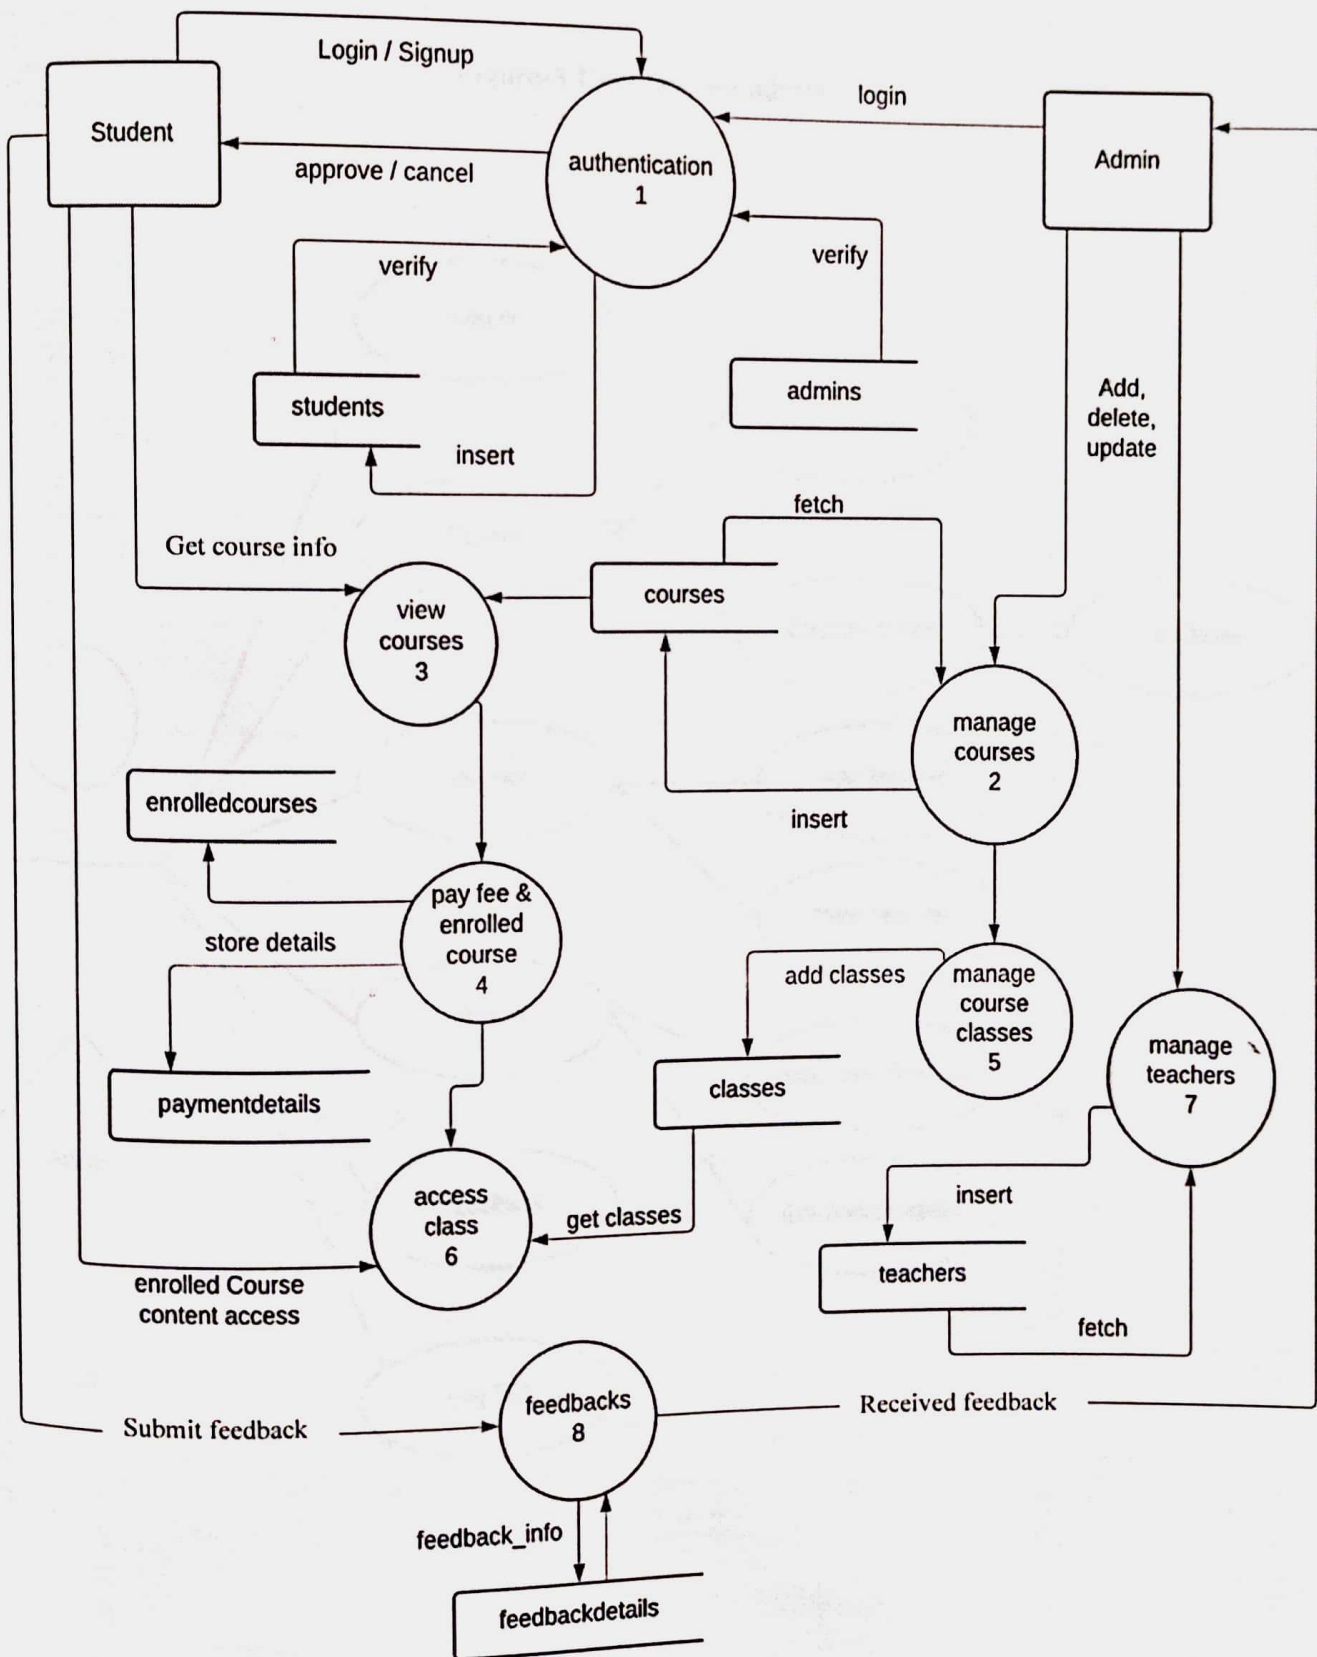 Login / Signup
login
Student
authentication
1
Admin
approve / cancel
verify
verify
students
admins
Add,
delete,
update
insert
fetch
Get course info
view
courses
3
courses
manage
courses
2
enrolledcourses
insert
pay fee &
enrolled
course
4
store details
add classes
manage
course
classes
5
manage
teachers
7
paymentdetails
classes
access
class
6
get classes
insert
enrolled Course
content access
teachers
fetch
feedbacks
8
Received feedback
Submit feedback
feedback_info
feedbackdetails